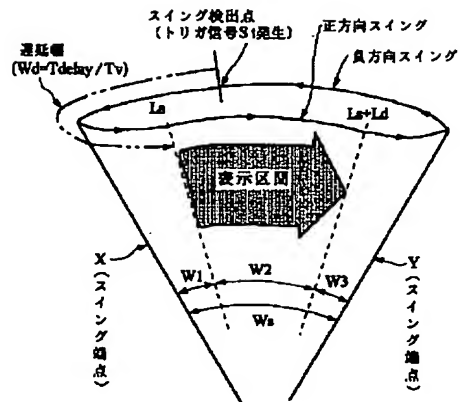 スイング検出点
(トリガ信号S1発生)
正方向スイング
負方向スイング
遅延幅
(Wd=Tdelay/Tv)
Ls
Ls+Ld
表示区間
X(スイング端点)
Y(スイング端点)
W1
W2
W3
Ws